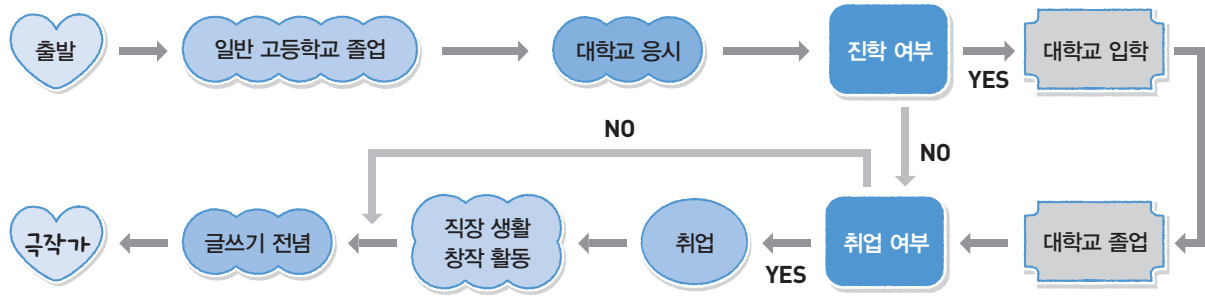 출발
일반 고등학교 졸업
대학교 응시
진학 여부
YES
대학교 입학
NO
NO
극작가
글쓰기 전념
직장 생활
창작 활동
취업
YES
취업 여부
대학교 졸업